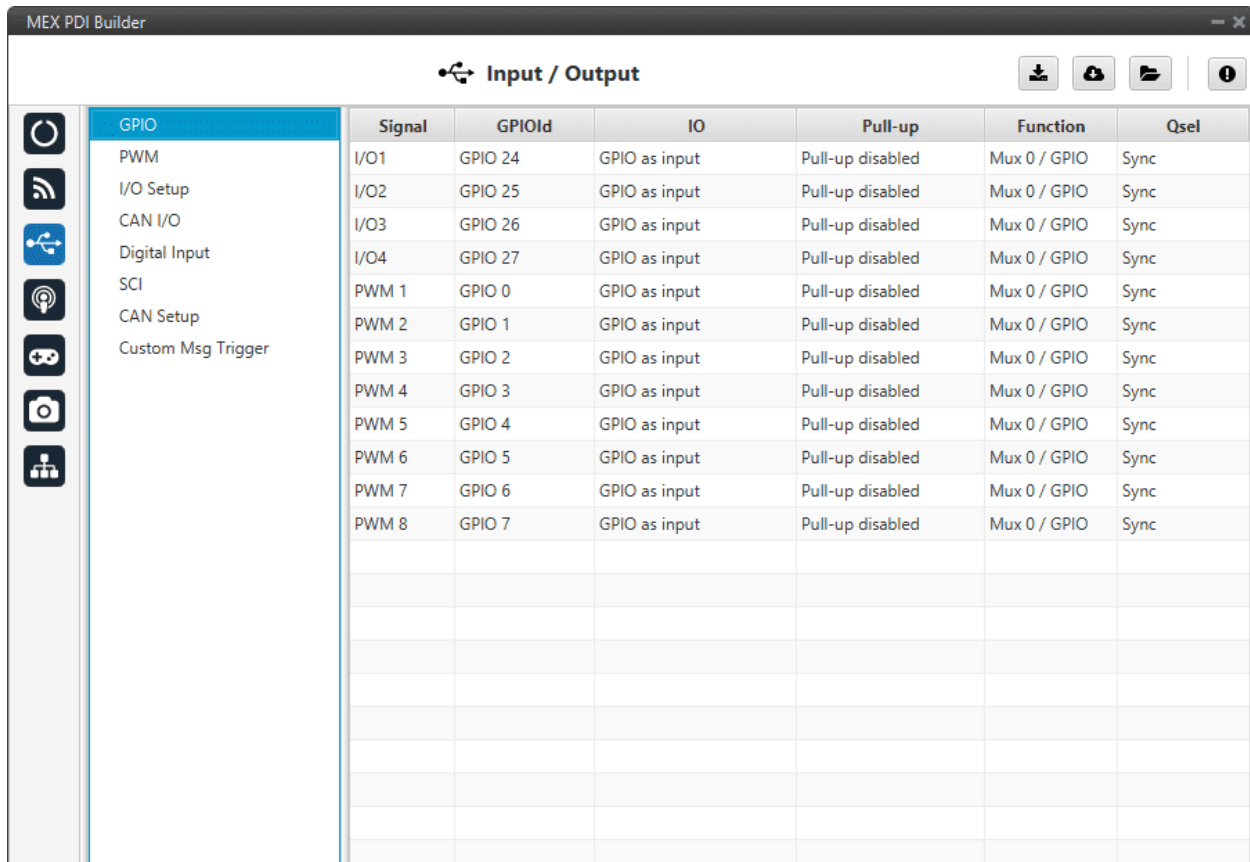 MEX PDI Builder
Input / Output
GPIO
PWM
I/O Setup
CAN I/O
Digital Input
SCI
CAN Setup
Custom Msg Trigger
Signal GPIOId IO Pull-up Function Qsel
I/O1 GPIO 24 GPIO as input Pull-up disabled Mux 0 / GPIO Sync
I/O2 GPIO 25 GPIO as input Pull-up disabled Mux 0 / GPIO Sync
I/O3 GPIO 26 GPIO as input Pull-up disabled Mux 0 / GPIO Sync
I/O4 GPIO 27 GPIO as input Pull-up disabled Mux 0 / GPIO Sync
PWM 1 GPIO 0 GPIO as input Pull-up disabled Mux 0 / GPIO Sync
PWM 2 GPIO 1 GPIO as input Pull-up disabled Mux 0 / GPIO Sync
PWM 3 GPIO 2 GPIO as input Pull-up disabled Mux 0 / GPIO Sync
PWM 4 GPIO 3 GPIO as input Pull-up disabled Mux 0 / GPIO Sync
PWM 5 GPIO 4 GPIO as input Pull-up disabled Mux 0 / GPIO Sync
PWM 6 GPIO 5 GPIO as input Pull-up disabled Mux 0 / GPIO Sync
PWM 7 GPIO 6 GPIO as input Pull-up disabled Mux 0 / GPIO Sync
PWM 8 GPIO 7 GPIO as input Pull-up disabled Mux 0 / GPIO Sync